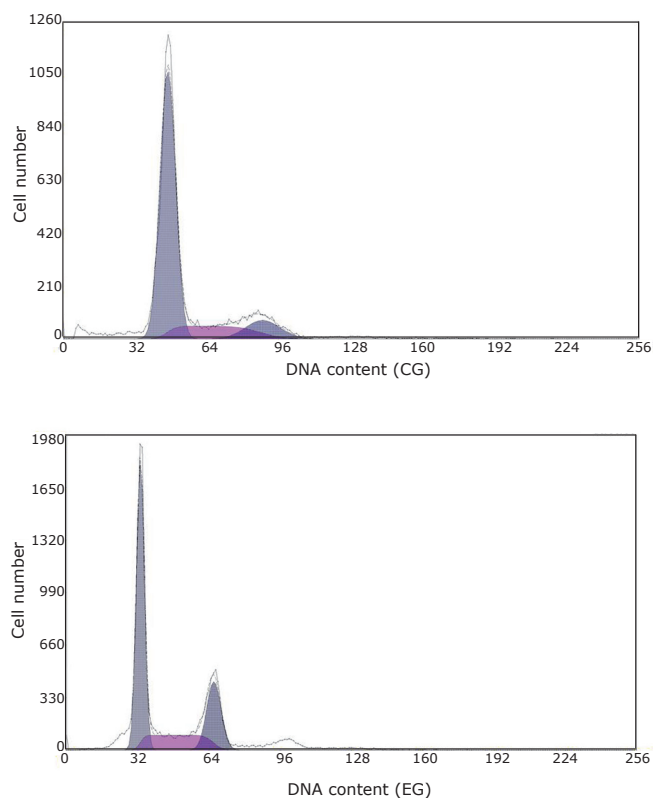 1260
1050
840
630
420
210
0
Cell number
0 32 64 96 128 160 192 224 256
DNA content (CG)
1980
1650
1320
990
660
330
0
Cell number
0 32 64 96 128 160 192 224 256
DNA content (EG)